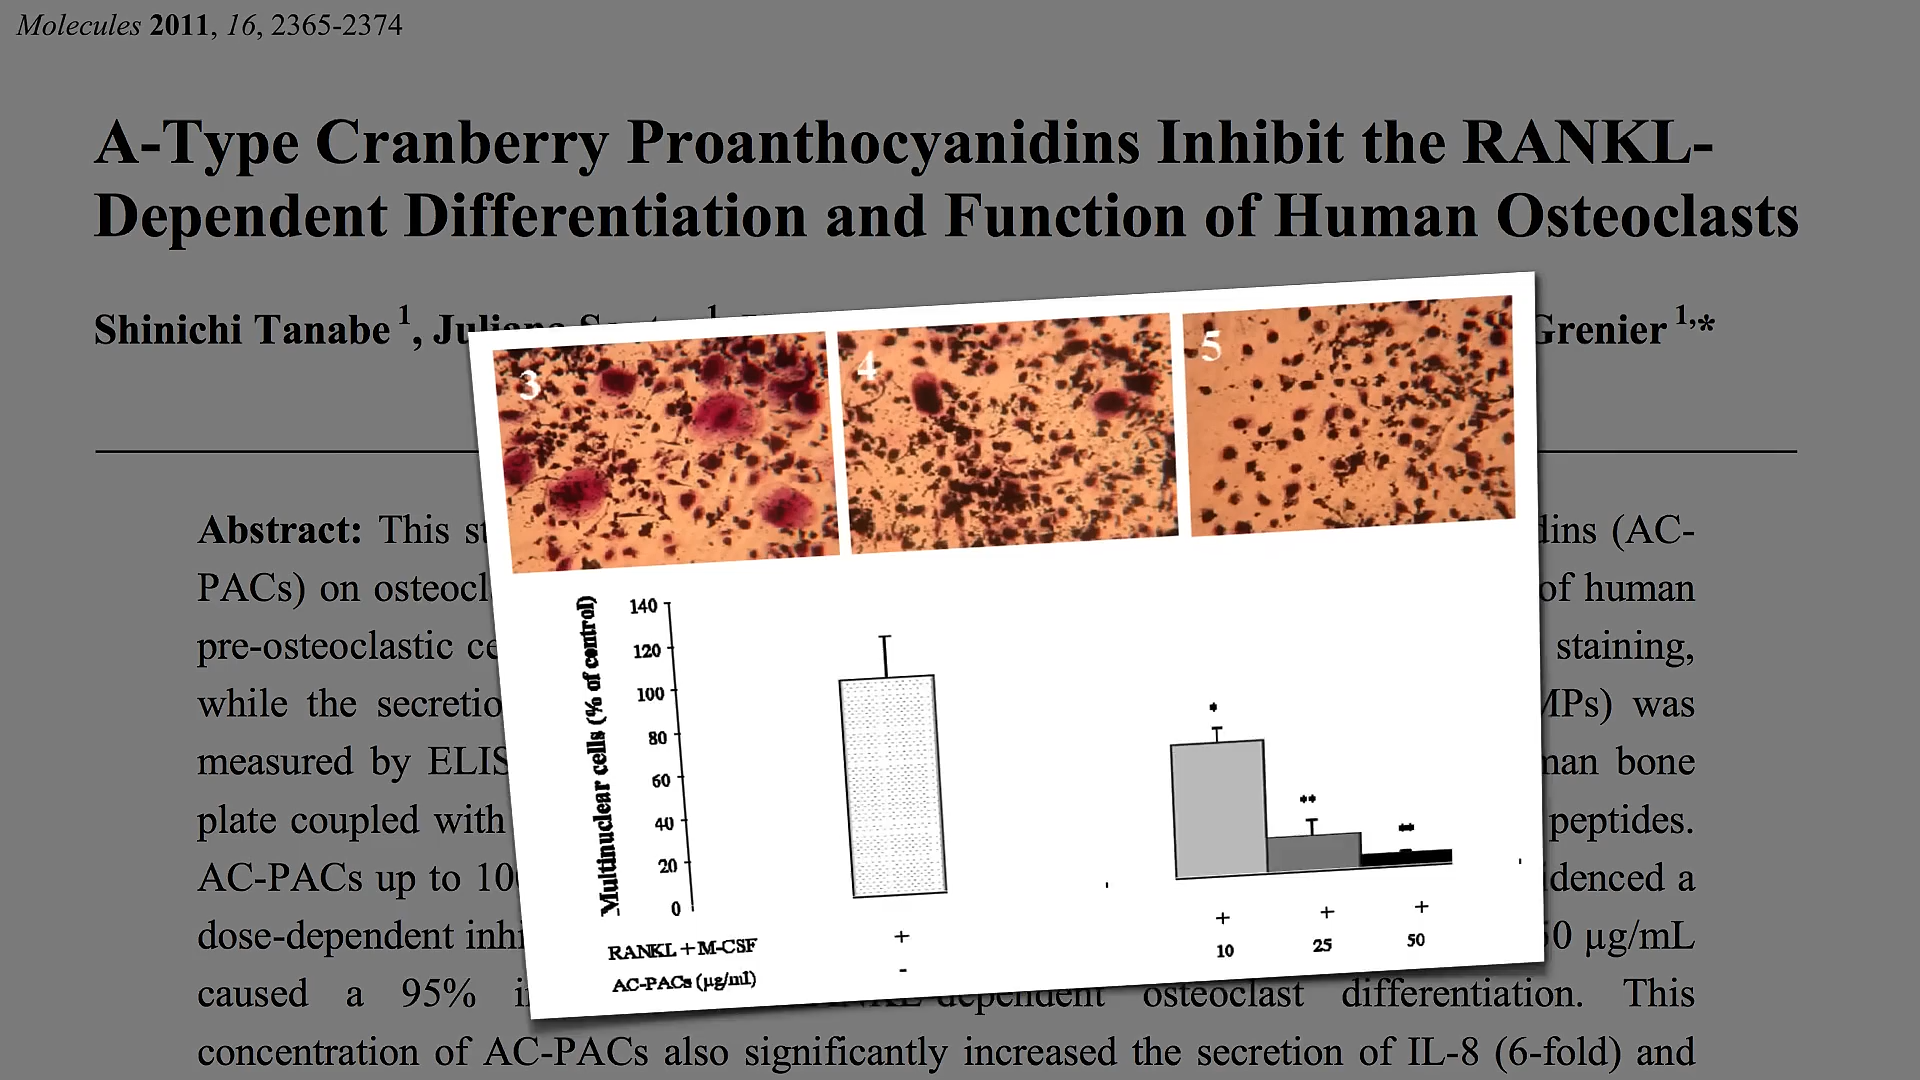 Molecules 2011, 16, 2365-2374
A-Type Cranberry Proanthocyanidins Inhibit the RANKL-
Dependent Differentiation and Function of Human Osteoclasts
Shinichi Tanabe 1, Grenier 1,*
3
4
5
Abstract: This (AC-
PACs) on of human
pre-osteoclastic staining,
while the was
measured by bone
plate coupled with peptides.
AC-PACs up to a
dose-dependent µg/mL
caused a 95% dependent osteoclast differentiation. This
concentration of AC-PACs also significantly increased the secretion of IL-8 (6-fold) and
Multinuclear cells (% of control)
140
120
100
80
60
40
20
0
*
**
**
RANKL + M-CSF + + + +
AC-PACs (µg/ml) - 10 25 50